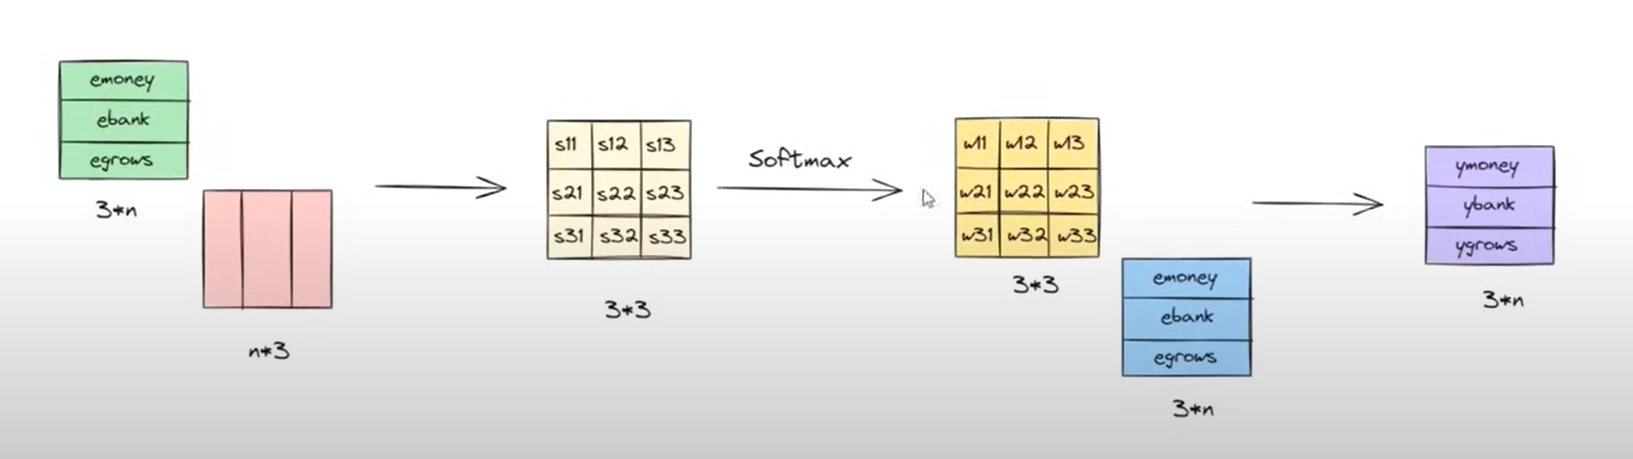 emoney
ebank
egrows
3*n
n*3
s11 s12 s13
s21 s22 s23
s31 s32 s33
3*3
Softmax
w11 w12 w13
w21 w22 w23
w31 w32 w33
3*3
emoney
ebank
egrows
3*n
ymoney
ybank
ygrows
3*n